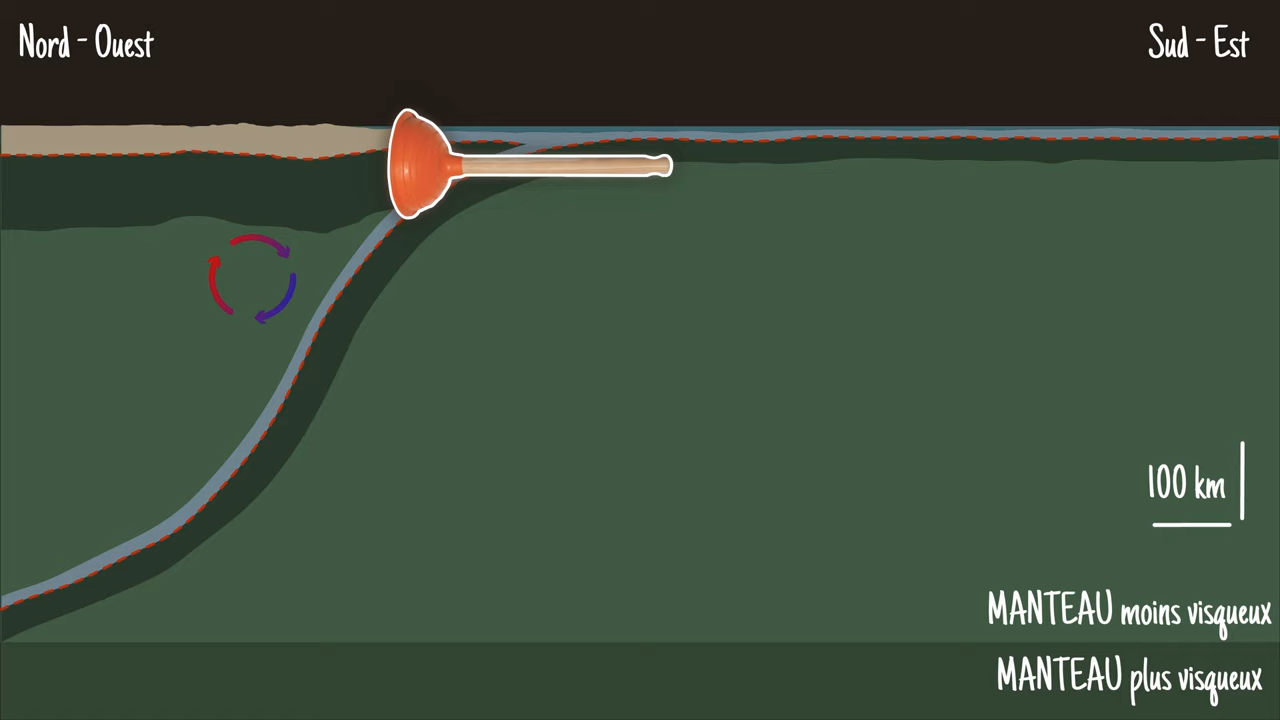 Nord - Ouest
Sud - Est
100 km
MANTEAU moins visqueux
MANTEAU plus visqueux